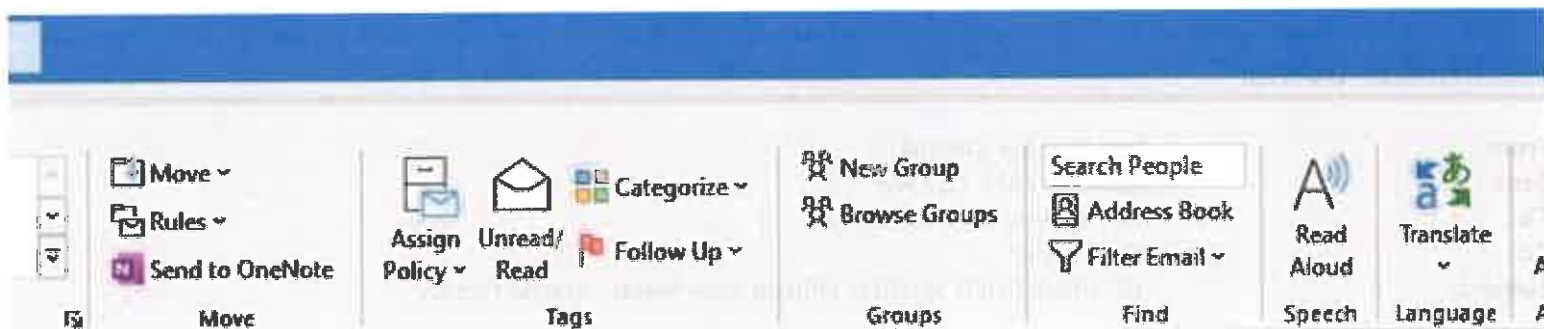 Move
Rules
Send to OneNote
Move
Assign
Policy
Unread/
Read
Categorize
Follow Up
Tags
New Group
Browse Groups
Groups
Search People
Address Book
Filter Email
Find
Read
Aloud
Speech
Translate
Language